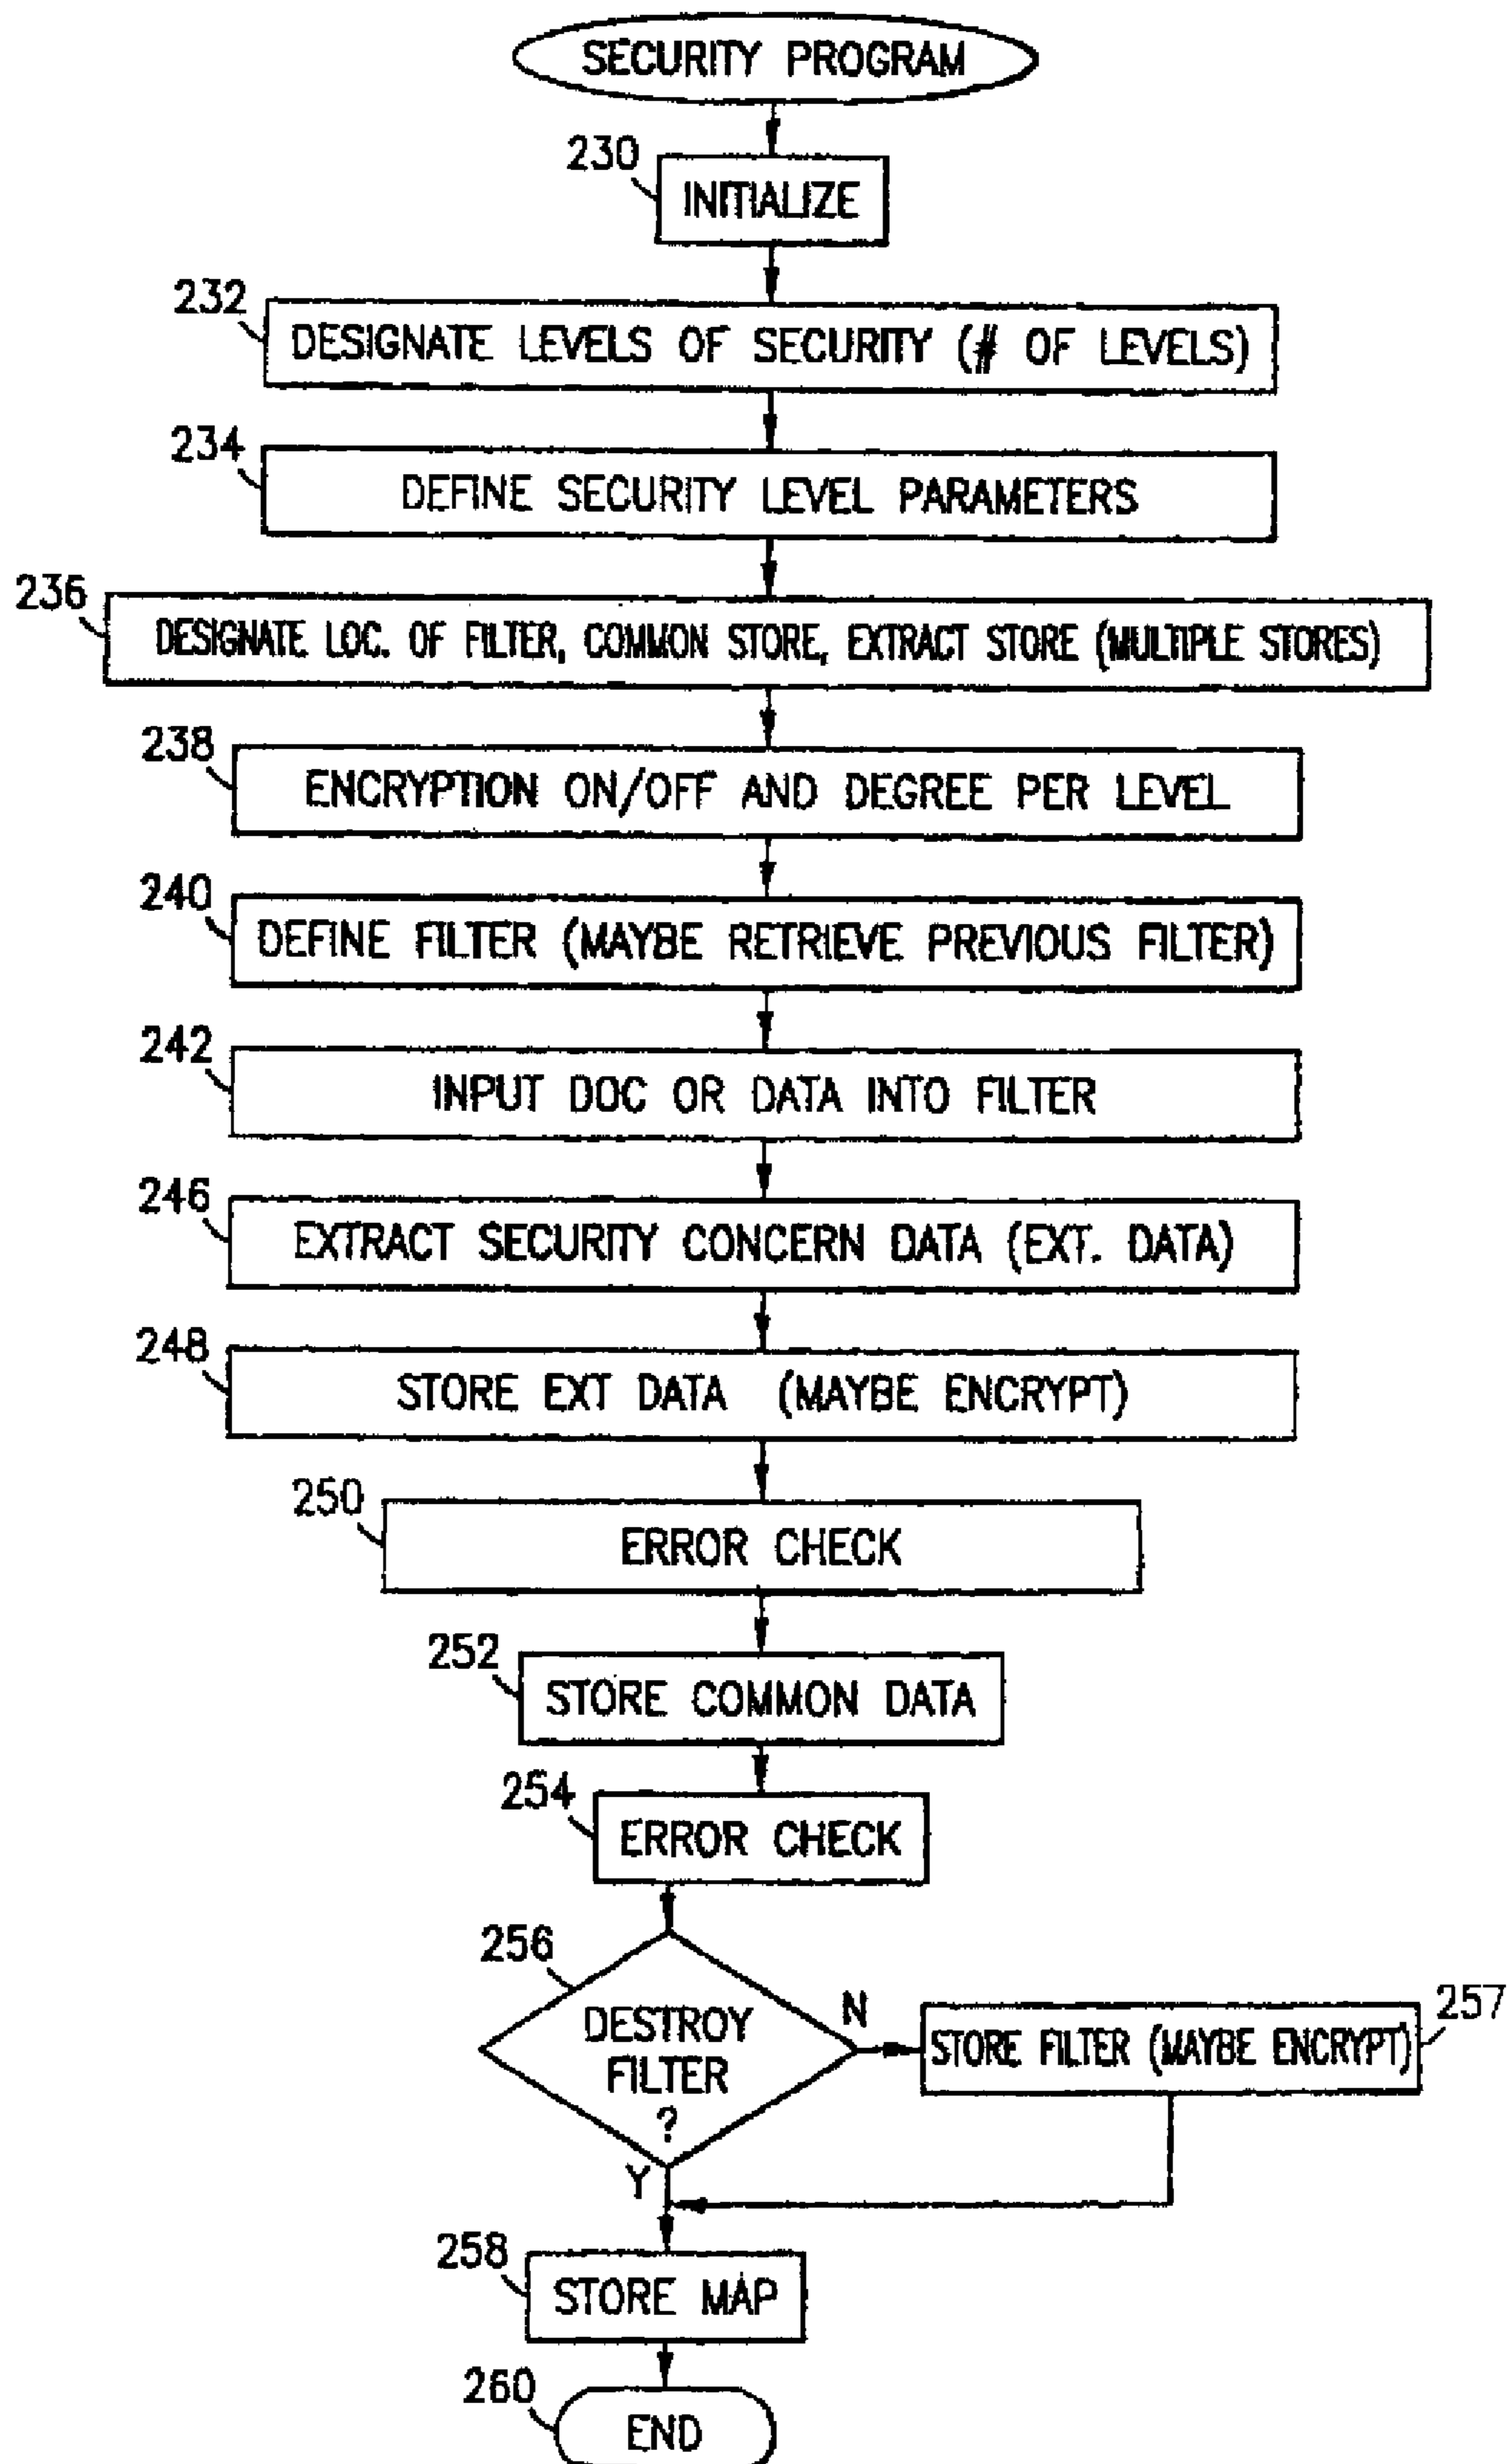 SECURITY PROGRAM
230
INITIALIZE
232
DESIGNATE LEVELS OF SECURITY (# OF LEVELS)
234
DEFINE SECURITY LEVEL PARAMETERS
236
DESIGNATE LOC. OF FILTER, COMMON STORE, EXTRACT STORE (MULTIPLE STORES)
238
ENCRYPTION ON/OFF AND DEGREE PER LEVEL
240
DEFINE FILTER (MAYBE RETRIEVE PREVIOUS FILTER)
242
INPUT DOC OR DATA INTO FILTER
246
EXTRACT SECURITY CONCERN DATA (EXT. DATA)
248
STORE EXT DATA (MAYBE ENCRYPT)
250
ERROR CHECK
252
STORE COMMON DATA
254
ERROR CHECK
256
DESTROY
FILTER
?
N
257
STORE FILTER (MAYBE ENCRYPT)
Y
258
STORE MAP
260
END